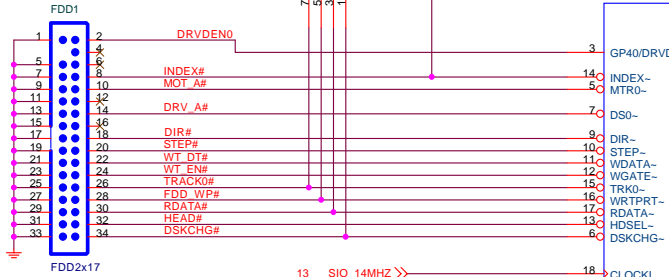 FDD1
7 5 3 1
1 2 DRVDEN0 3 GP40/DRVD
4
5 6
7 8 INDEX# 14 INDEX~
9 10 MOT_A# 5 MTR0~
11 12
13 14 DRV_A# 7 DS0~
15 16
17 18 DIR# 9 DIR~
19 20 STEP# 10 STEP~
21 22 WT_DT# 11 WDATA~
23 24 WT_EN# 12 WGATE~
25 26 TRACK0# 15 TRK0~
27 28 FDD_WP# 16 WRTPRT~
29 30 RDATA# 17 RDATA~
31 32 HEAD# 13 HDSEL~
33 34 DSKCHG# 6 DSKCHG~
FDD2x17
13 SIO_14MHZ 18 CLOCKI